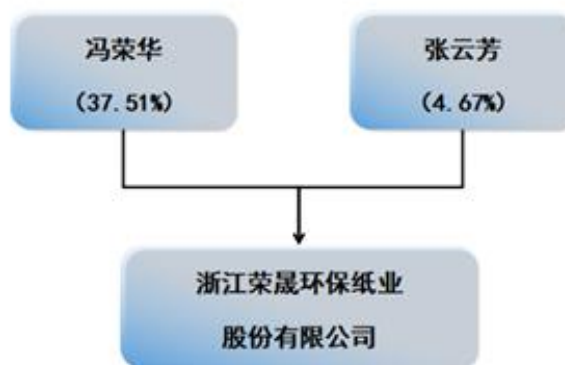 冯荣华
(37.51%)
张云芳
(4.67%)
浙江荣晟环保纸业
股份有限公司